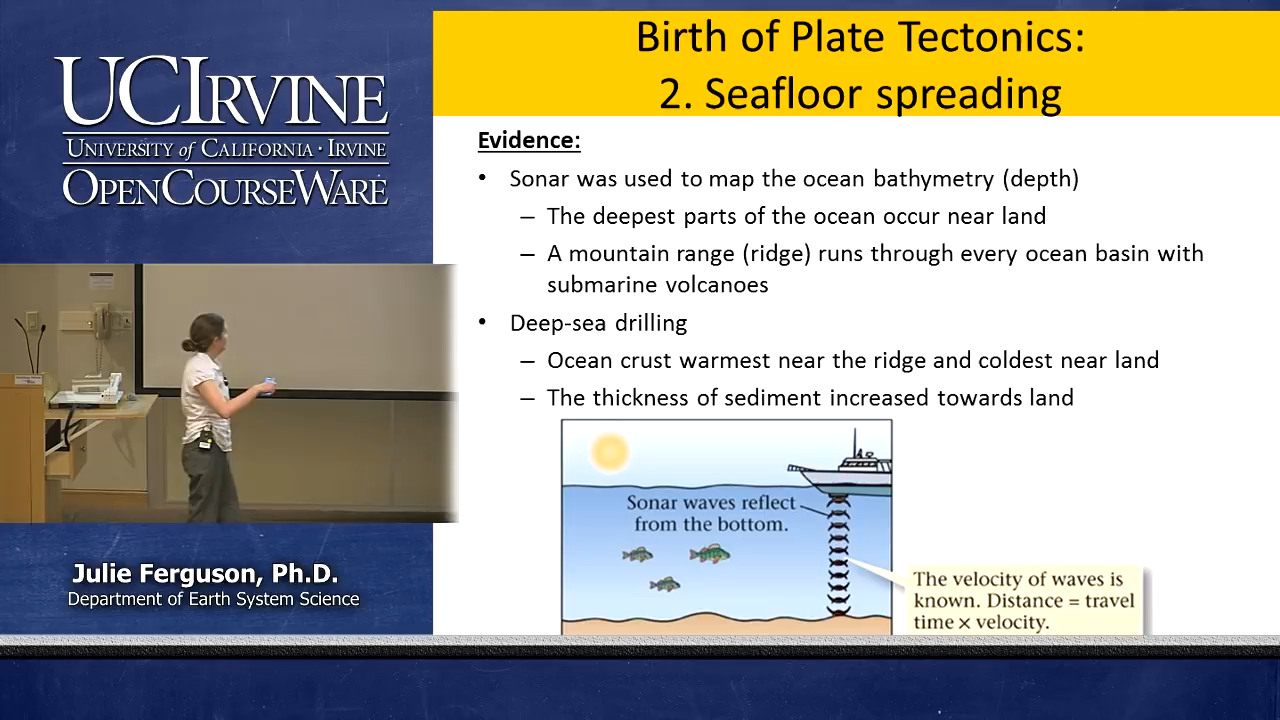 UCIRVINE
UNIVERSITY of CALIFORNIA · IRVINE
OPENCOURSEWARE
Birth of Plate Tectonics:
2. Seafloor spreading
Evidence:
• Sonar was used to map the ocean bathymetry (depth)
– The deepest parts of the ocean occur near land
– A mountain range (ridge) runs through every ocean basin with
submarine volcanoes
• Deep-sea drilling
– Ocean crust warmest near the ridge and coldest near land
– The thickness of sediment increased towards land
Sonar waves reflect
from the bottom.
The velocity of waves is
known. Distance = travel
time × velocity.
Julie Ferguson, Ph.D.
Department of Earth System Science